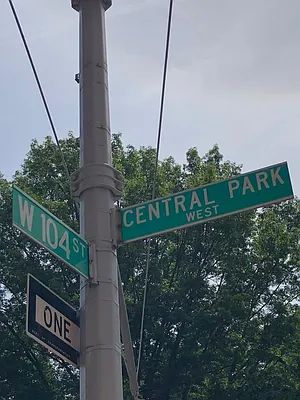 W 104 ST
CENTRAL PARK
WEST
ONE